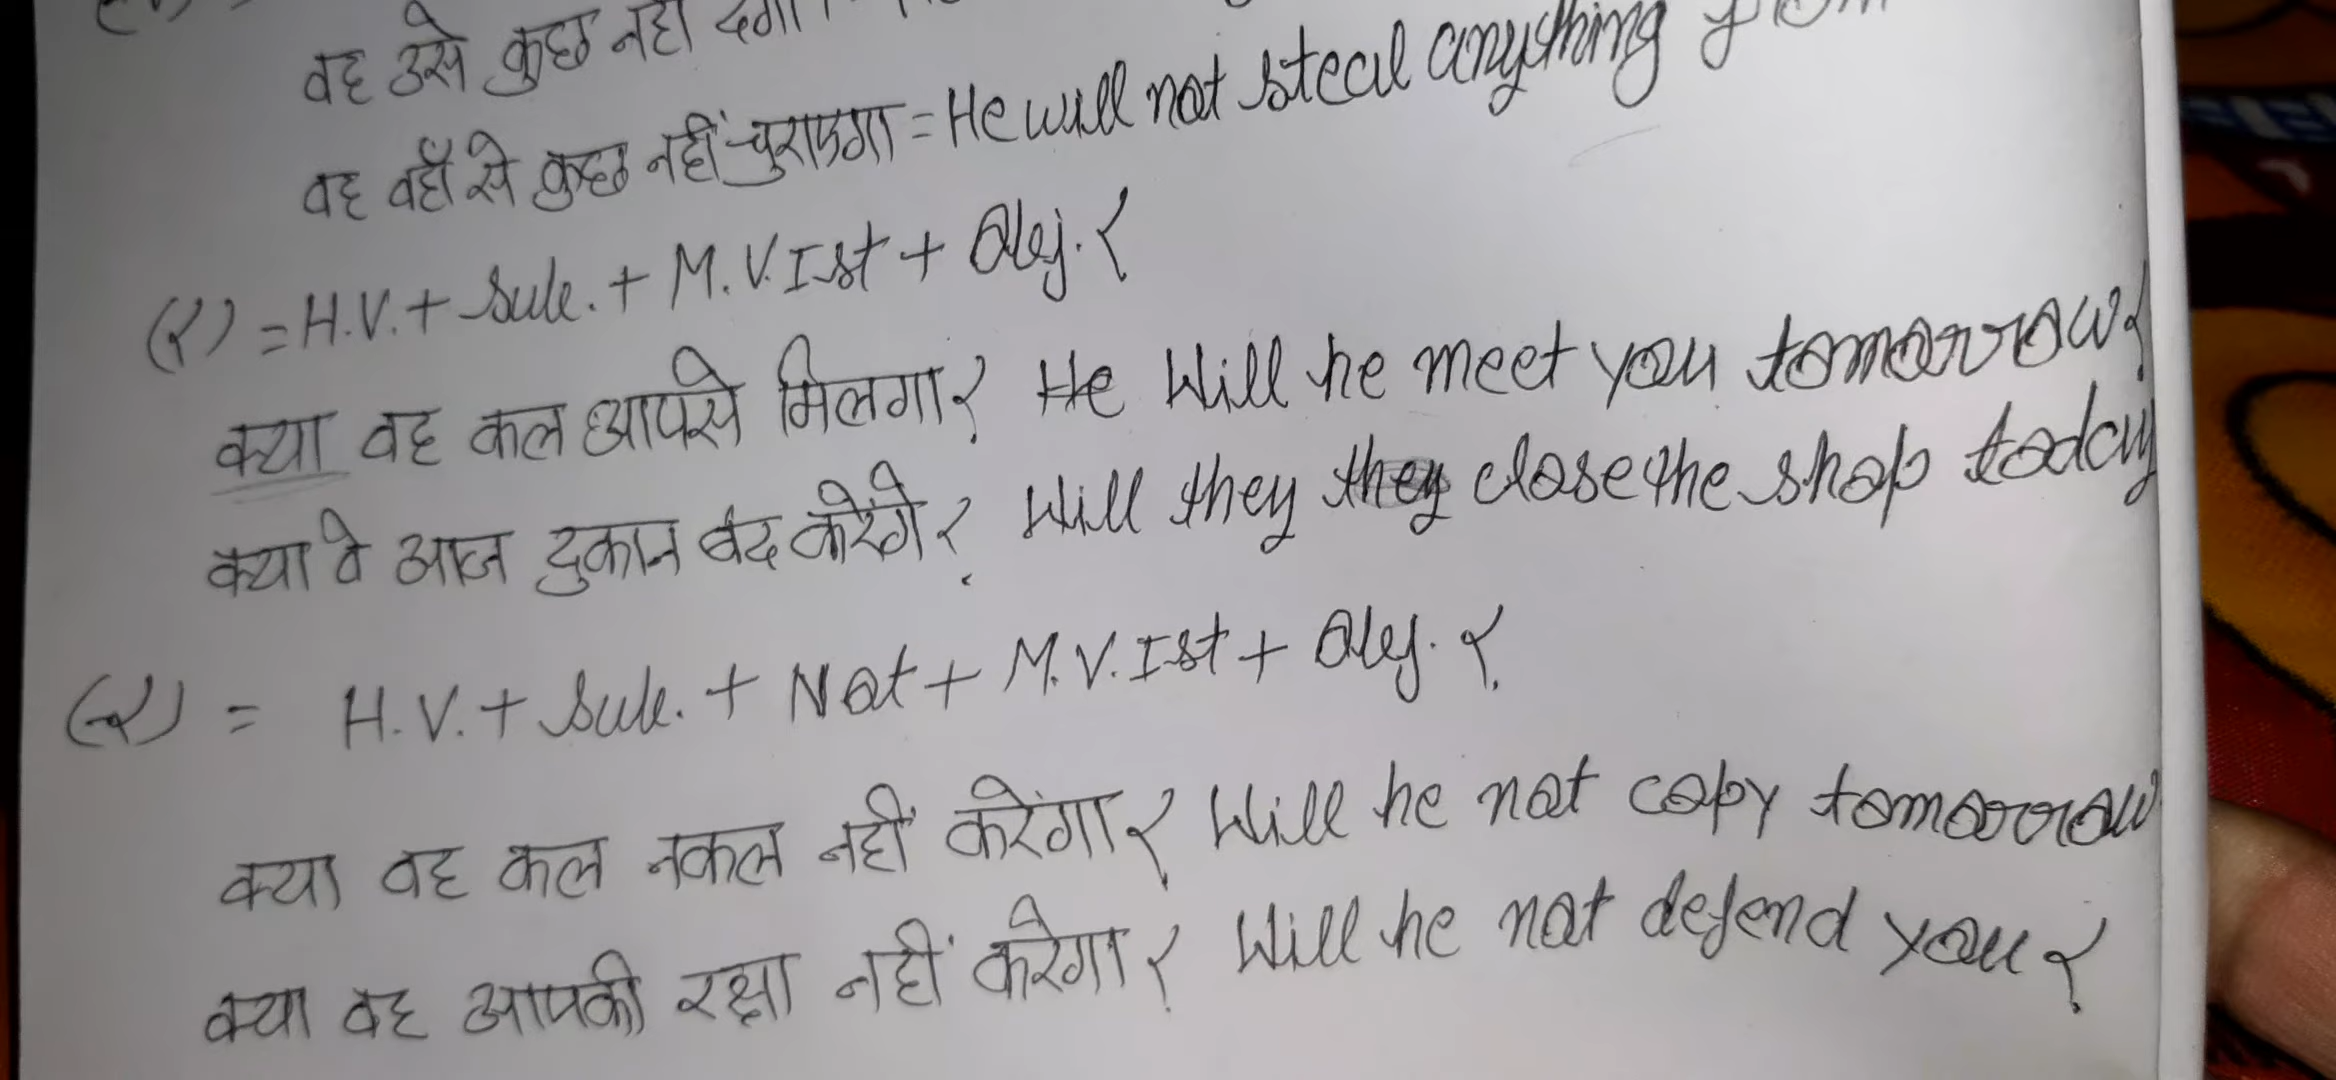 वह उसे कुछ नहीं देगा।
वह वहाँ से कुछ नहीं चुराएगा = He will not steal anything from
(?) = H.V. + Sub. + M.V. Ist + Obj. ?
क्या वह कल आपसे मिलगा? He Will he meet you tomorrow?
क्या वे आज दुकान बंद करेंगे? Will they they close the shop today
(-?) = H.V. + Sub. + Not + M.V. Ist + Obj. ?
क्या वह कल नकल नहीं करेंगा? Will he not copy tomorrow
क्या वह आपकी रक्षा नहीं करेगा? Will he not defend you?